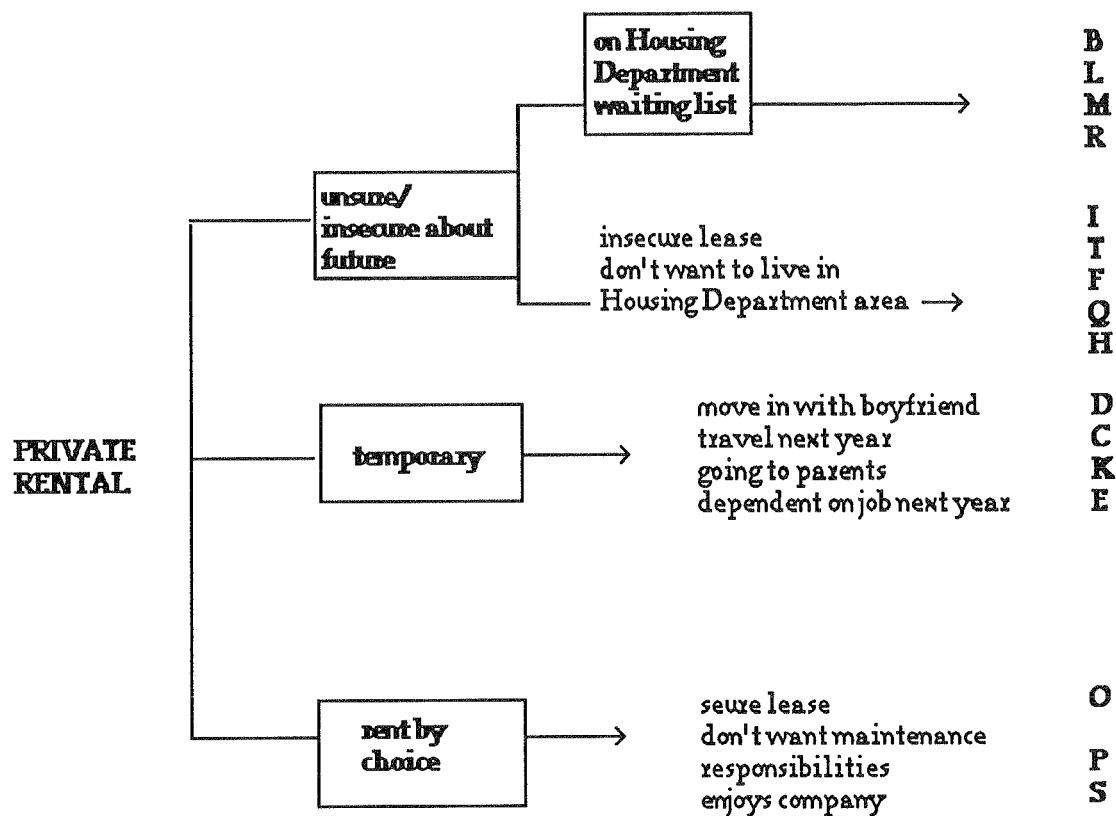 on Housing
Department
waiting list
B
L
M
R
unsure/
insecure about
future
insecure lease
don't want to live in
Housing Department area
I
T
F
Q
H
PRIVATE
RENTAL
temporary
move in with boyfriend
travel next year
going to parents
dependent on job next year
D
C
K
E
rent by
choice
seure lease
don't want maintenance
responsibilities
enjoys company
O
P
S